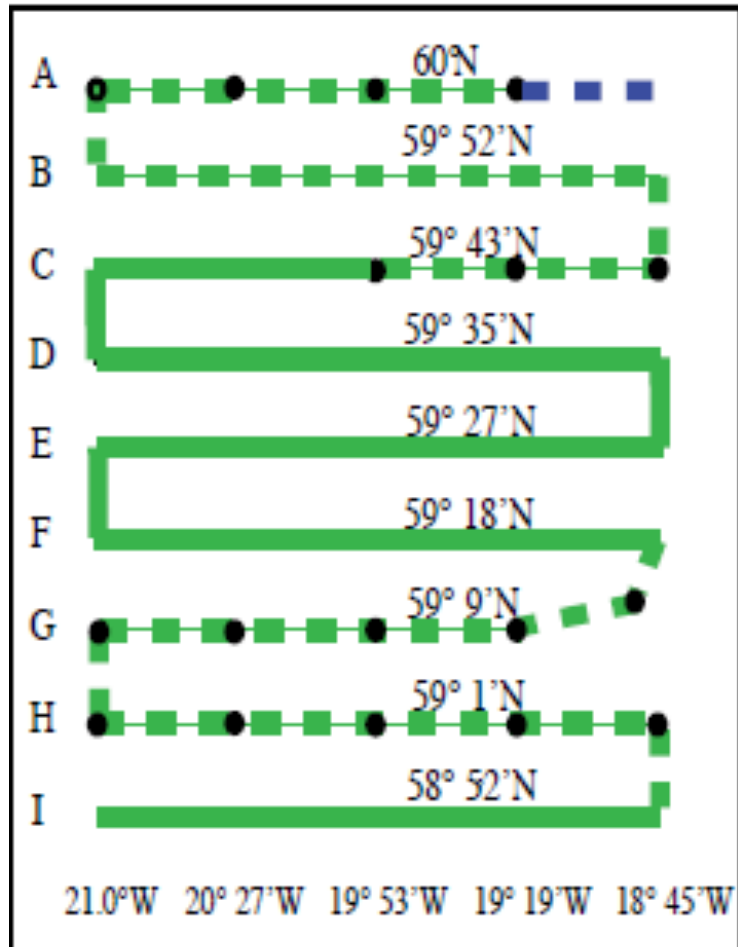 A 60°N
B 59° 52’N
C 59° 43’N
D 59° 35’N
E 59° 27’N
F 59° 18’N
G 59° 9’N
H 59° 1’N
I 58° 52’N
21.0°W 20° 27’W 19° 53’W 19° 19’W 18° 45’W